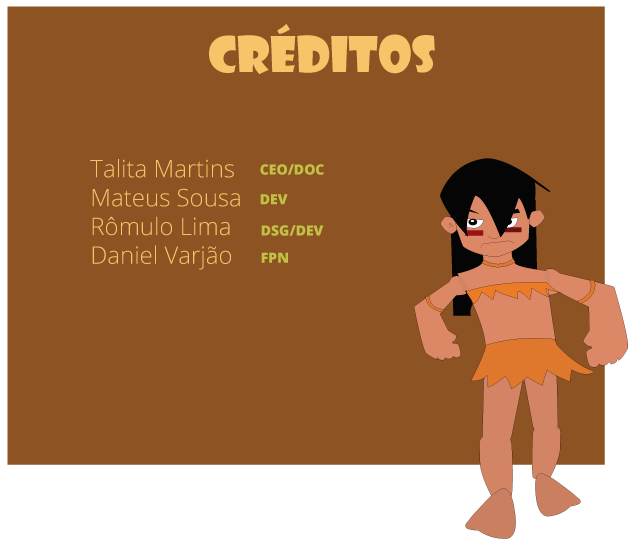 CRÉDITOS
Talita Martins CEO/DOC
Mateus Sousa DEV
Rômulo Lima DSG/DEV
Daniel Varjão FPN